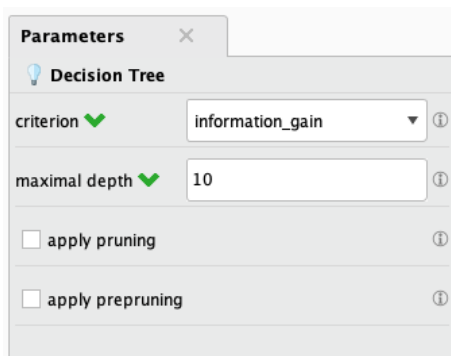 Parameters
Decision Tree
criterion
information_gain
maximal depth
10
apply pruning
apply prepruning